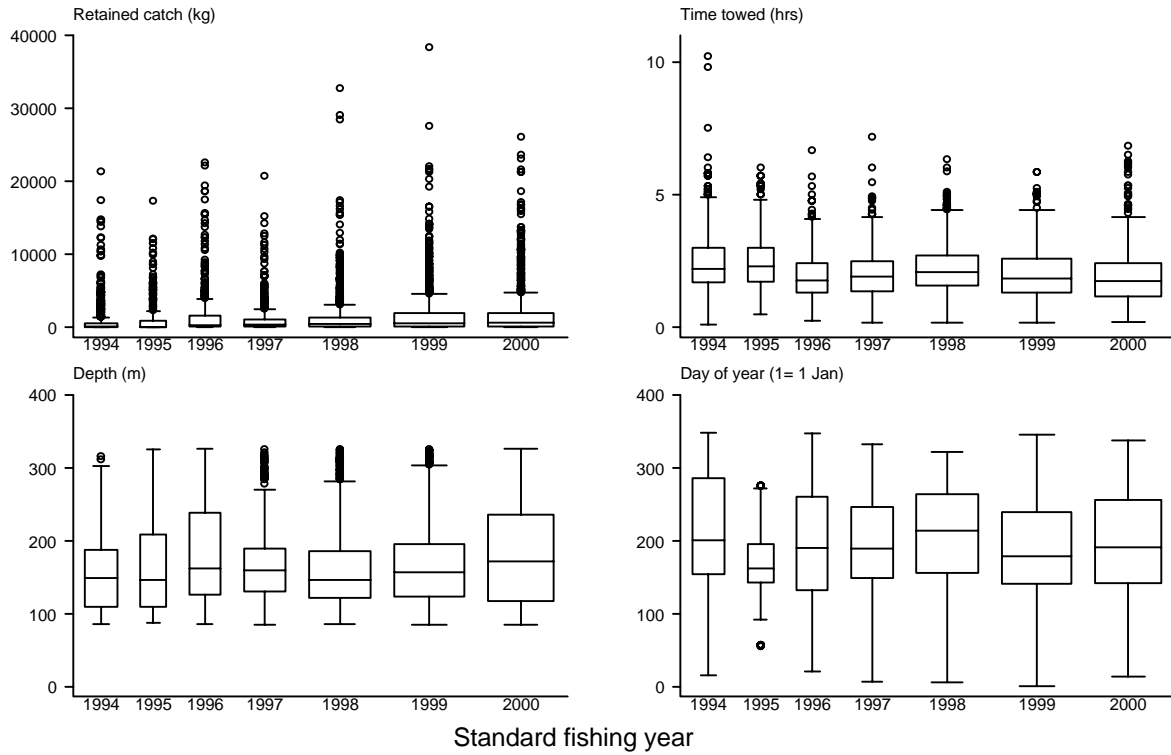 Retained catch (kg)
40000
30000
20000
10000
0
1994 1995 1996 1997 1998 1999 2000
Time towed (hrs)
10
5
0
1994 1995 1996 1997 1998 1999 2000
Depth (m)
400
300
200
100
0
1994 1995 1996 1997 1998 1999 2000
Day of year (1= 1 Jan)
400
300
200
100
0
1994 1995 1996 1997 1998 1999 2000
Standard fishing year